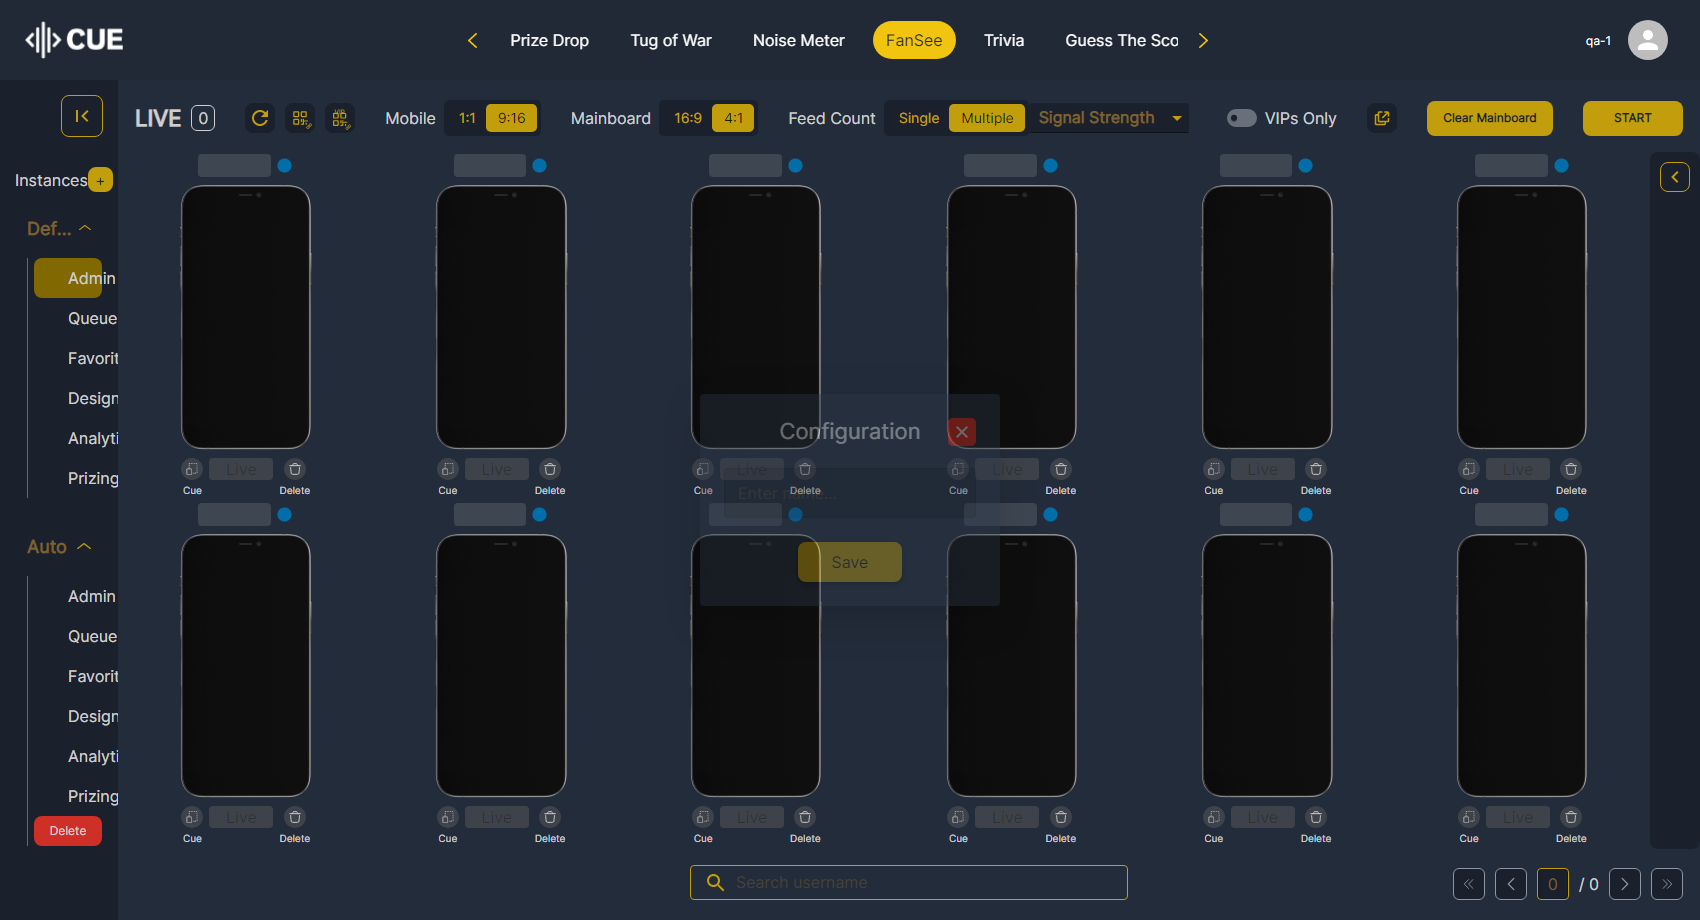 CUE
Prize Drop Tug of War Noise Meter FanSee Trivia Guess The Sco
qa-1
LIVE 0 Mobile 1:1 9:16 Mainboard 16:9 4:1 Feed Count Single Multiple Signal Strength VIPs Only Clear Mainboard START
Instances +
Def...
Admin
Queue
Favorit
Design
Analyti
Prizing
Auto
Admin
Queue
Favorit
Design
Analyti
Prizing
Delete
Live Live Live Live Live Live
Cue Delete Cue Delete Cue Delete Cue Delete Cue Delete Cue Delete
Configuration
Enter name...
Save
Live Live Live Live Live Live
Cue Delete Cue Delete Cue Delete Cue Delete Cue Delete Cue Delete
Search username
0 / 0